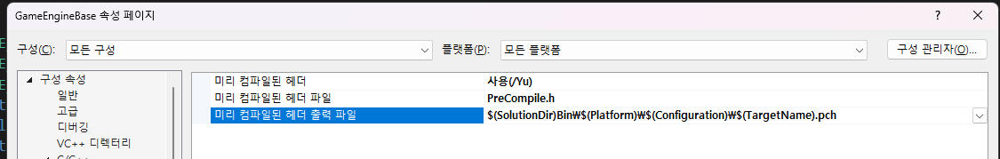 GameEngineBase 속성 페이지
?
구성(C):
모든 구성
플랫폼(P):
모든 플랫폼
구성 관리자(O)...
구성 속성
일반
고급
디버깅
VC++ 디렉터리
C/C++
미리 컴파일된 헤더
사용(/Yu)
미리 컴파일된 헤더 파일
PreCompile.h
미리 컴파일된 헤더 출력 파일
$(SolutionDir)Bin₩$(Platform)₩$(Configuration)₩$(TargetName).pch